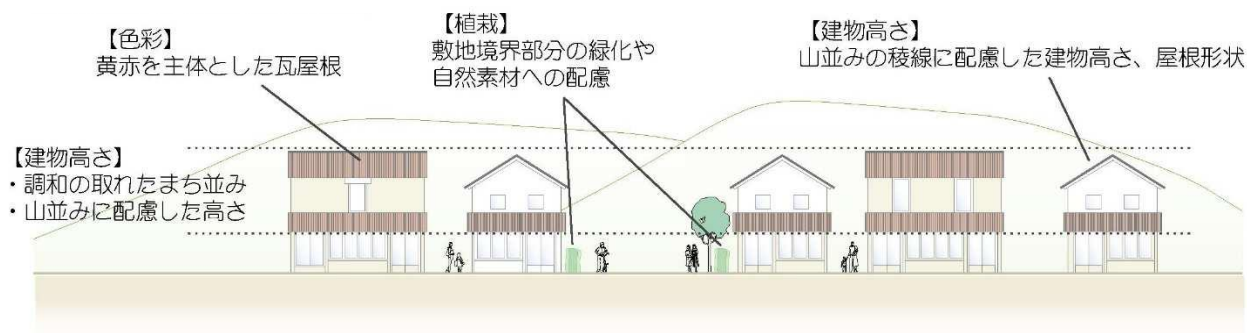 【色彩】
黄赤を主体とした瓦屋根
【植栽】
敷地境界部分の緑化や
自然素材への配慮
【建物高さ】
山並みの稜線に配慮した建物高さ、屋根形状
【建物高さ】
・調和の取れたまち並み
・山並みに配慮した高さ